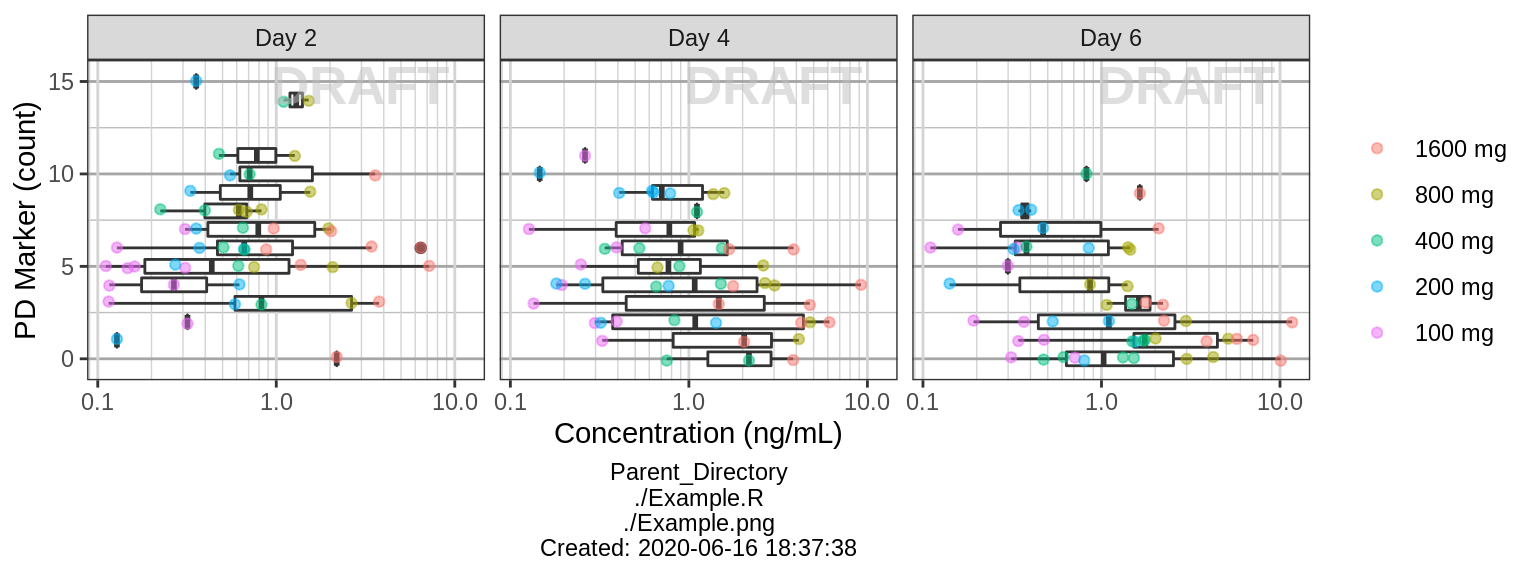 Day 2
Day 4
Day 6
DRAFT
DRAFT
DRAFT
PD Marker (count)
15
10
5
0
0.1 1.0 10.0
0.1 1.0 10.0
0.1 1.0 10.0
Concentration (ng/mL)
1600 mg
800 mg
400 mg
200 mg
100 mg
Parent_Directory
./Example.R
./Example.png
Created: 2020-06-16 18:37:38